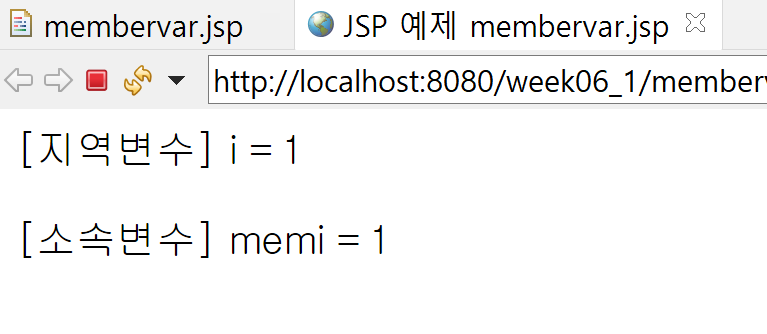 membervar.jsp
JSP 예제 membervar.jsp
http://localhost:8080/week06_1/member
[지역변수] i = 1
[소속변수] memi = 1